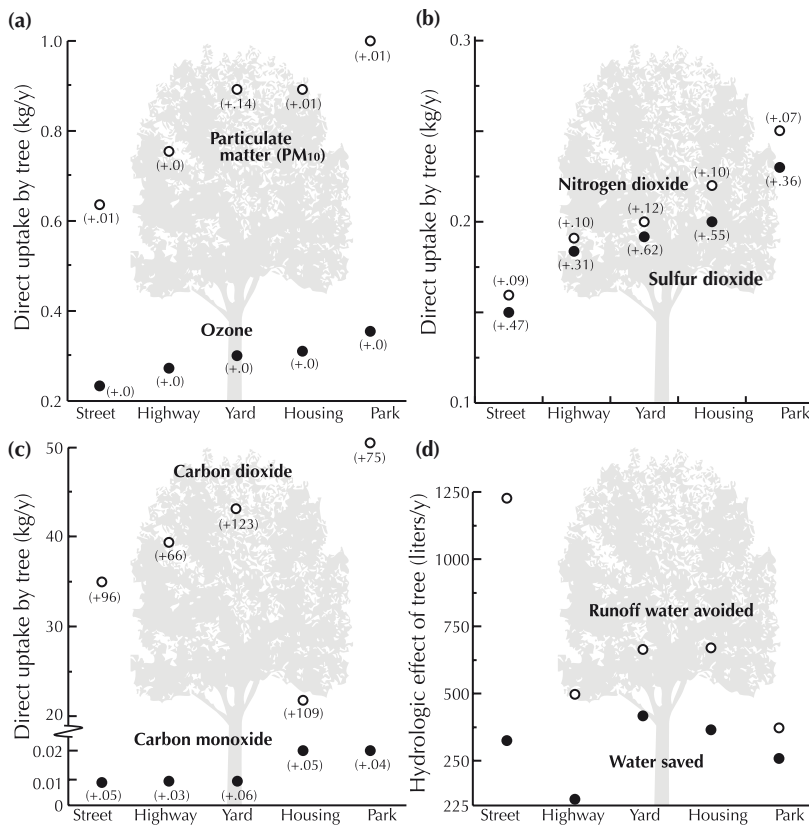 (a)
Direct uptake by tree (kg/y)
1.0
0.8
0.6
0.4
0.2
(+.01)
(+.0)
(+.14)
(+.01)
(+.01)
Particulate
matter (PM10)
Ozone
(+.0)
(+.0)
(+.0)
(+.0)
(+.0)
Street Highway Yard Housing Park
(b)
Direct uptake by tree (kg/y)
0.3
0.2
0.1
(+.09)
(+.10)
(+.12)
(+.10)
(+.07)
Nitrogen dioxide
Sulfur dioxide
(+.47)
(+.31)
(+.62)
(+.55)
(+.36)
Street Highway Yard Housing Park
(c)
Direct uptake by tree (kg/y)
50
40
30
20
0.02
0.01
0
Carbon dioxide
(+96)
(+66)
(+123)
(+109)
(+75)
Carbon monoxide
(+.05)
(+.03)
(+.06)
(+.05)
(+.04)
Street Highway Yard Housing Park
(d)
Hydrologic effect of tree (liters/y)
1250
1000
750
500
250
225
Runoff water avoided
Water saved
Street Highway Yard Housing Park